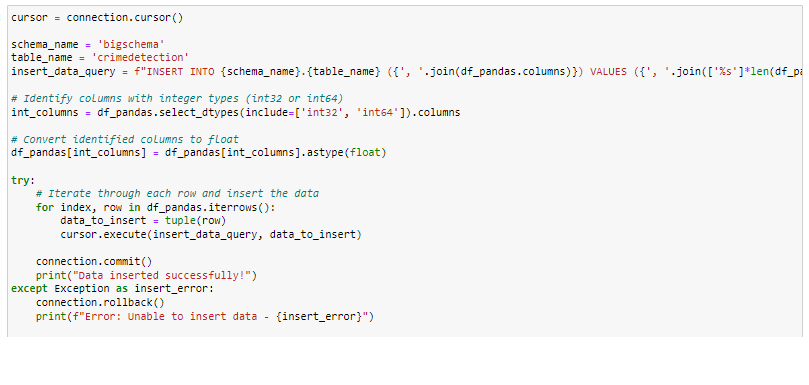 cursor = connection.cursor()
schema_name = 'bigschema'
table_name = 'crimedetection'
insert_data_query = f"INSERT INTO {schema_name}.{table_name} ({', '.join(df_pandas.columns)}) VALUES ({', '.join(['%s']*len(df_pa
# Identify columns with integer types (int32 or int64)
int_columns = df_pandas.select_dtypes(include=['int32', 'int64']).columns
# Convert identified columns to float
df_pandas[int_columns] = df_pandas[int_columns].astype(float)
try:
    # Iterate through each row and insert the data
    for index, row in df_pandas.iterrows():
        data_to_insert = tuple(row)
        cursor.execute(insert_data_query, data_to_insert)
    connection.commit()
    print("Data inserted successfully!")
except Exception as insert_error:
    connection.rollback()
    print(f"Error: Unable to insert data - {insert_error}")